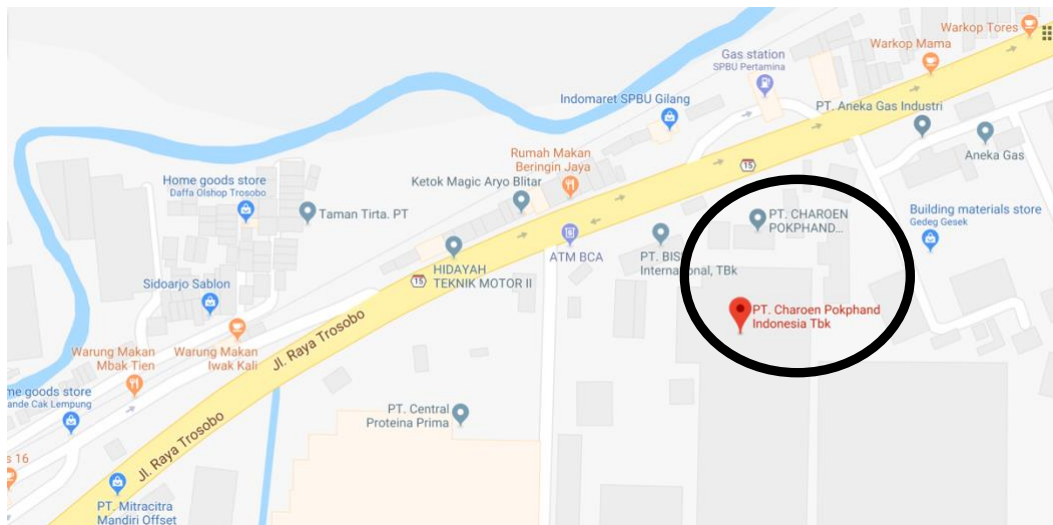 Warkop Tores
Warkop Mama
Gas station
SPBU Pertamina
Indomaret SPBU Gilang
PT. Aneka Gas Industri
15
Aneka Gas
Rumah Makan
Beringin Jaya
Ketok Magic Aryo Blitar
Home goods store
Daffa Olshop Trosobo
Taman Tirta. PT
PT. CHAROEN
POKPHAND...
Building materials store
Gedeg Gesek
ATM BCA
PT. BIS
International, TBk
HIDAYAH
TEKNIK MOTOR II
15
Sidoarjo Sablon
PT. Charoen Pokphand
Indonesia Tbk
Jl. Raya Trosobo
Warung Makan
Mbak Tien
Warung Makan
Iwak Kali
me goods store
ande Cak Lempung
PT. Central
Proteina Prima
Jl. Raya Trosobo
s 16
PT. Mitracitra
Mandiri Offset